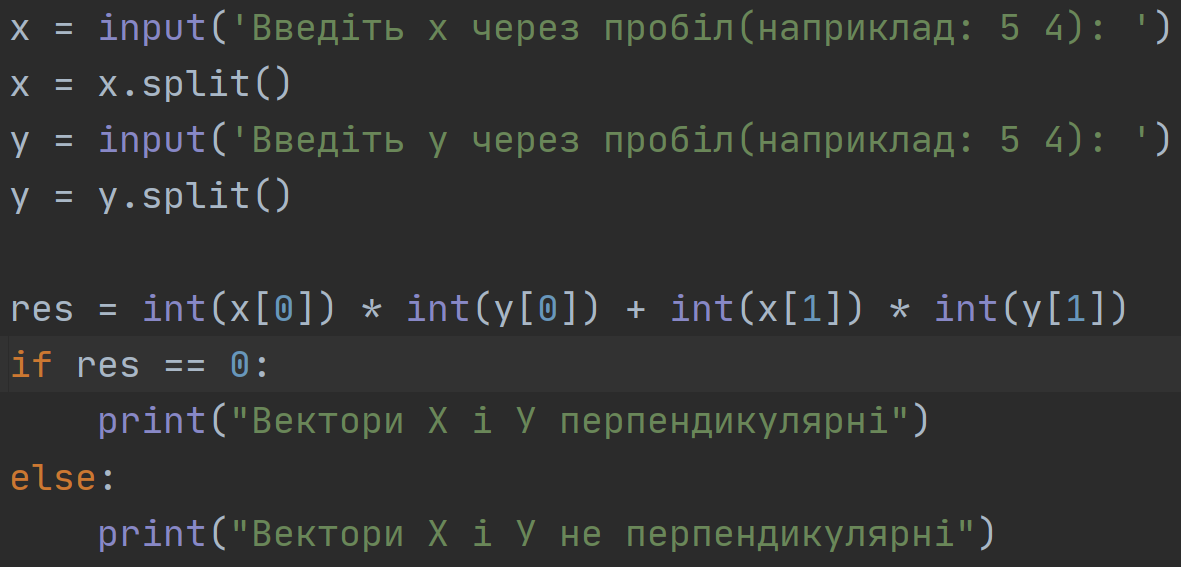 x = input('Введіть x через пробіл(наприклад: 5 4): ')
x = x.split()
y = input('Введіть y через пробіл(наприклад: 5 4): ')
y = y.split()

res = int(x[0]) * int(y[0]) + int(x[1]) * int(y[1])
if res == 0:
    print("Вектори X і Y перпендикулярні")
else:
    print("Вектори X і Y не перпендикулярні")